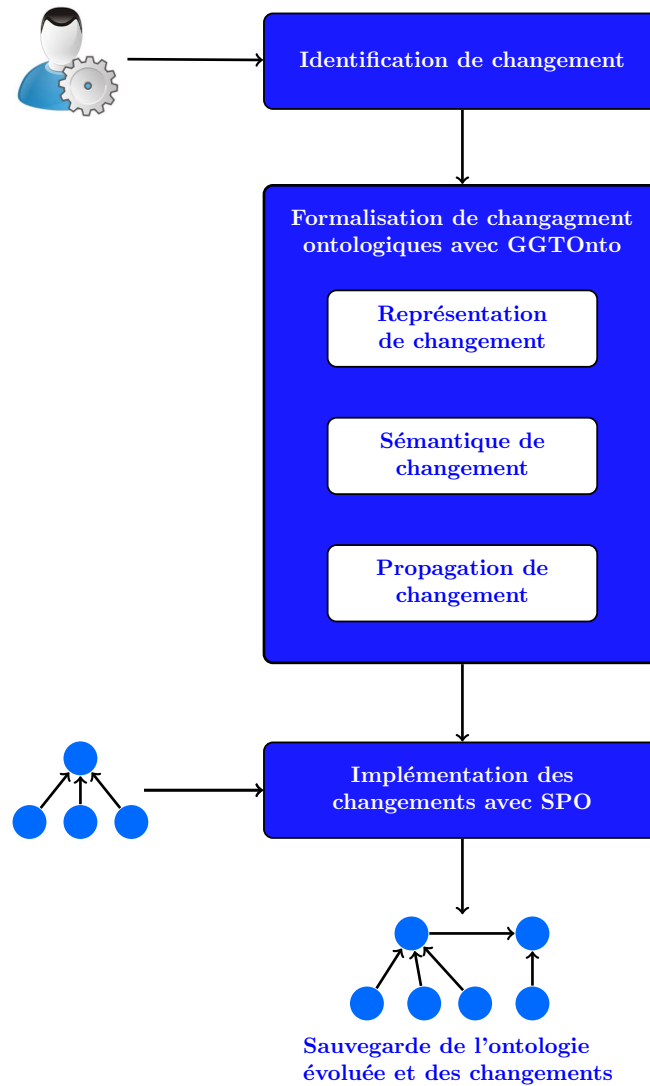 Identification de changement
Formalisation de changagment
ontologiques avec GGTOnto
Représentation
de changement
Sémantique de
changement
Propagation de
changement
Implémentation des
changements avec SPO
Sauvegarde de l'ontologie
évoluée et des changements